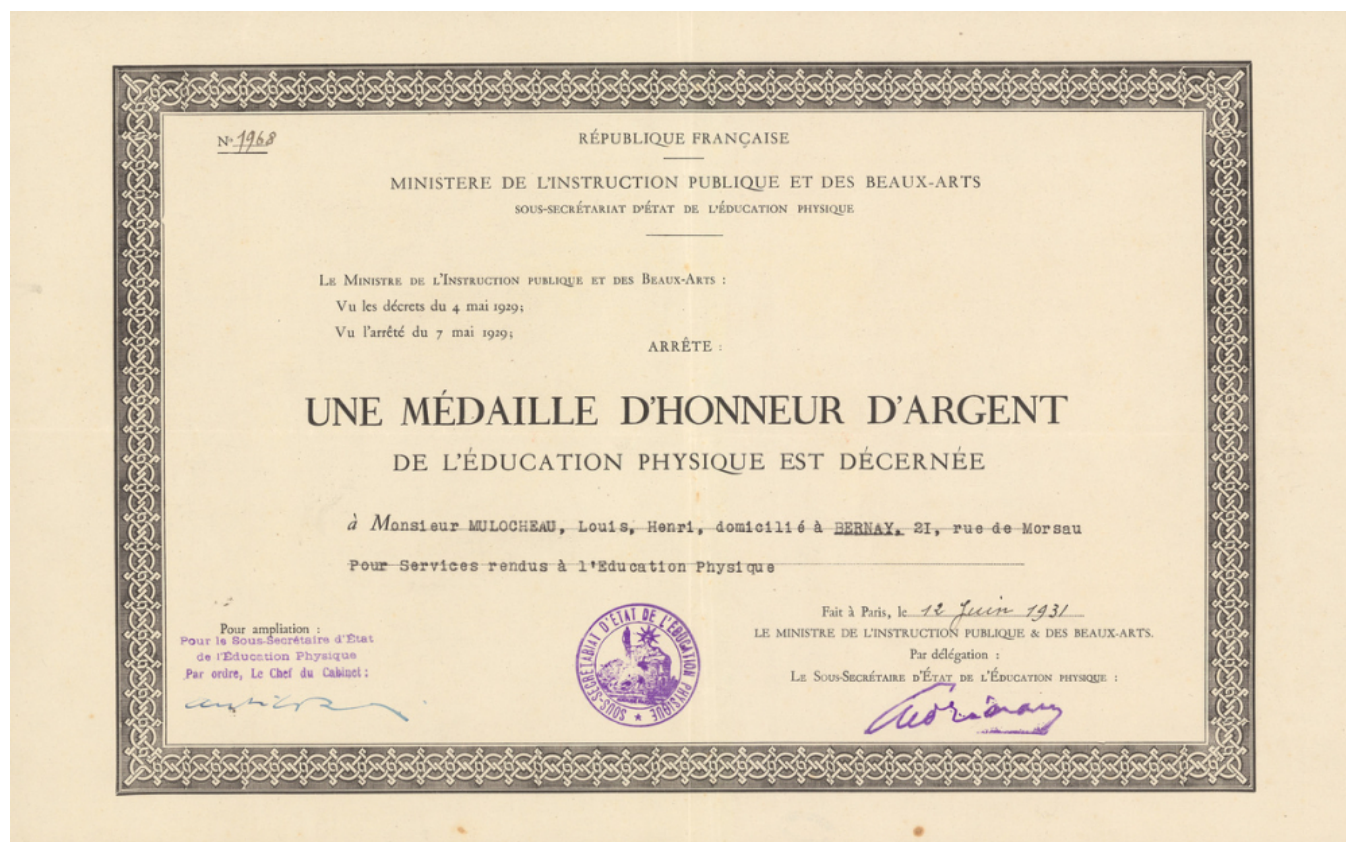 Nº 1968
RÉPUBLIQUE FRANÇAISE
MINISTERE DE L'INSTRUCTION PUBLIQUE ET DES BEAUX-ARTS
SOUS-SECRÉTARIAT D'ÉTAT DE L'ÉDUCATION PHYSIQUE
LE MINISTRE DE L'INSTRUCTION PUBLIQUE ET DES BEAUX-ARTS :
Vu les décrets du 4 mai 1929;
Vu l'arrêté du 7 mai 1929;
ARRÊTE :
UNE MÉDAILLE D'HONNEUR D'ARGENT
DE L'ÉDUCATION PHYSIQUE EST DÉCERNÉE
à Monsieur MULOCHEAU, Louis, Henri, domicilié à BERNAY, 2I, rue de Morsau
Pour Services rendus à l'Education Physique
Pour ampliation :
Pour le Sous-Secrétaire d'État
de l'Éducation Physique
Par ordre, Le Chef du Cabinet :
SOUS-SECRÉTARIAT D'ÉTAT DE L'ÉDUCATION PHYSIQUE
Fait à Paris, le 12 Juin 1931
LE MINISTRE DE L'INSTRUCTION PUBLIQUE & DES BEAUX-ARTS.
Par délégation :
LE SOUS-SECRÉTAIRE D'ÉTAT DE L'ÉDUCATION PHYSIQUE :